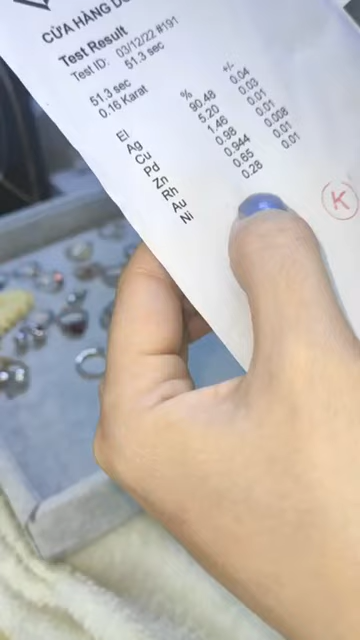 CỬA HÀNG
Test Result
Test ID: 03/12/22 #191
51.3 sec
51.3 sec
0.16 Karat
El % +/-
Ag 90.48 0.04
Cu 5.20 0.03
Pd 1.46 0.01
Zn 0.98 0.01
0.944 0.008
Au 0.65 0.01
Ni 0.28 0.01
K